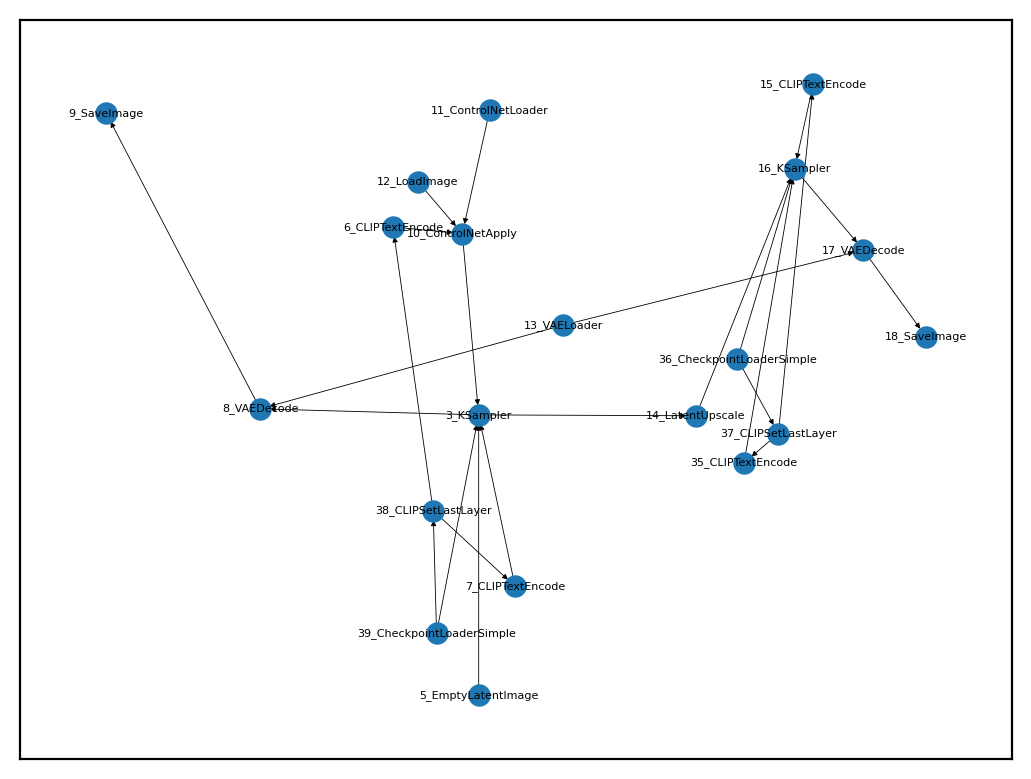 15_CLIPTextEncode
11_ControlNetLoader
9_SaveImage
16_KSampler
12_LoadImage
6_CLIPTextEncode
10_ControlNetApply
17_VAEDecode
13_VAELoader
18_SaveImage
36_CheckpointLoaderSimple
8_VAEDecode
3_KSampler
14_LatentUpscale
37_CLIPSetLastLayer
35_CLIPTextEncode
38_CLIPSetLastLayer
7_CLIPTextEncode
39_CheckpointLoaderSimple
5_EmptyLatentImage